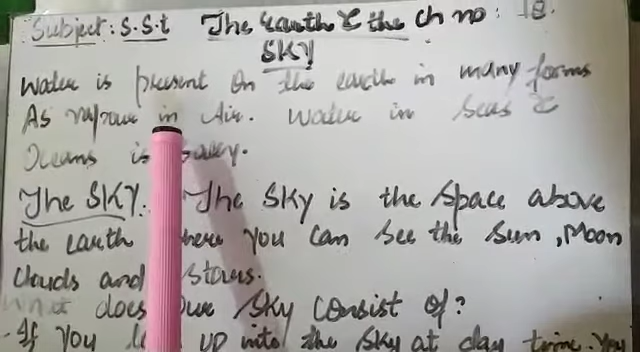 Subject: S.S.t The Earth & the Ch no: 18.
SKY
Water is present on the earth in many forms
As vapour in Air. Water in Seas &
Oceans is salty.
The SKY. The SKY is the space above
the earth where you can see the Sun, Moon
Clouds and stars.
What does our SKY Consist of?
If you up into the SKY at day time, you